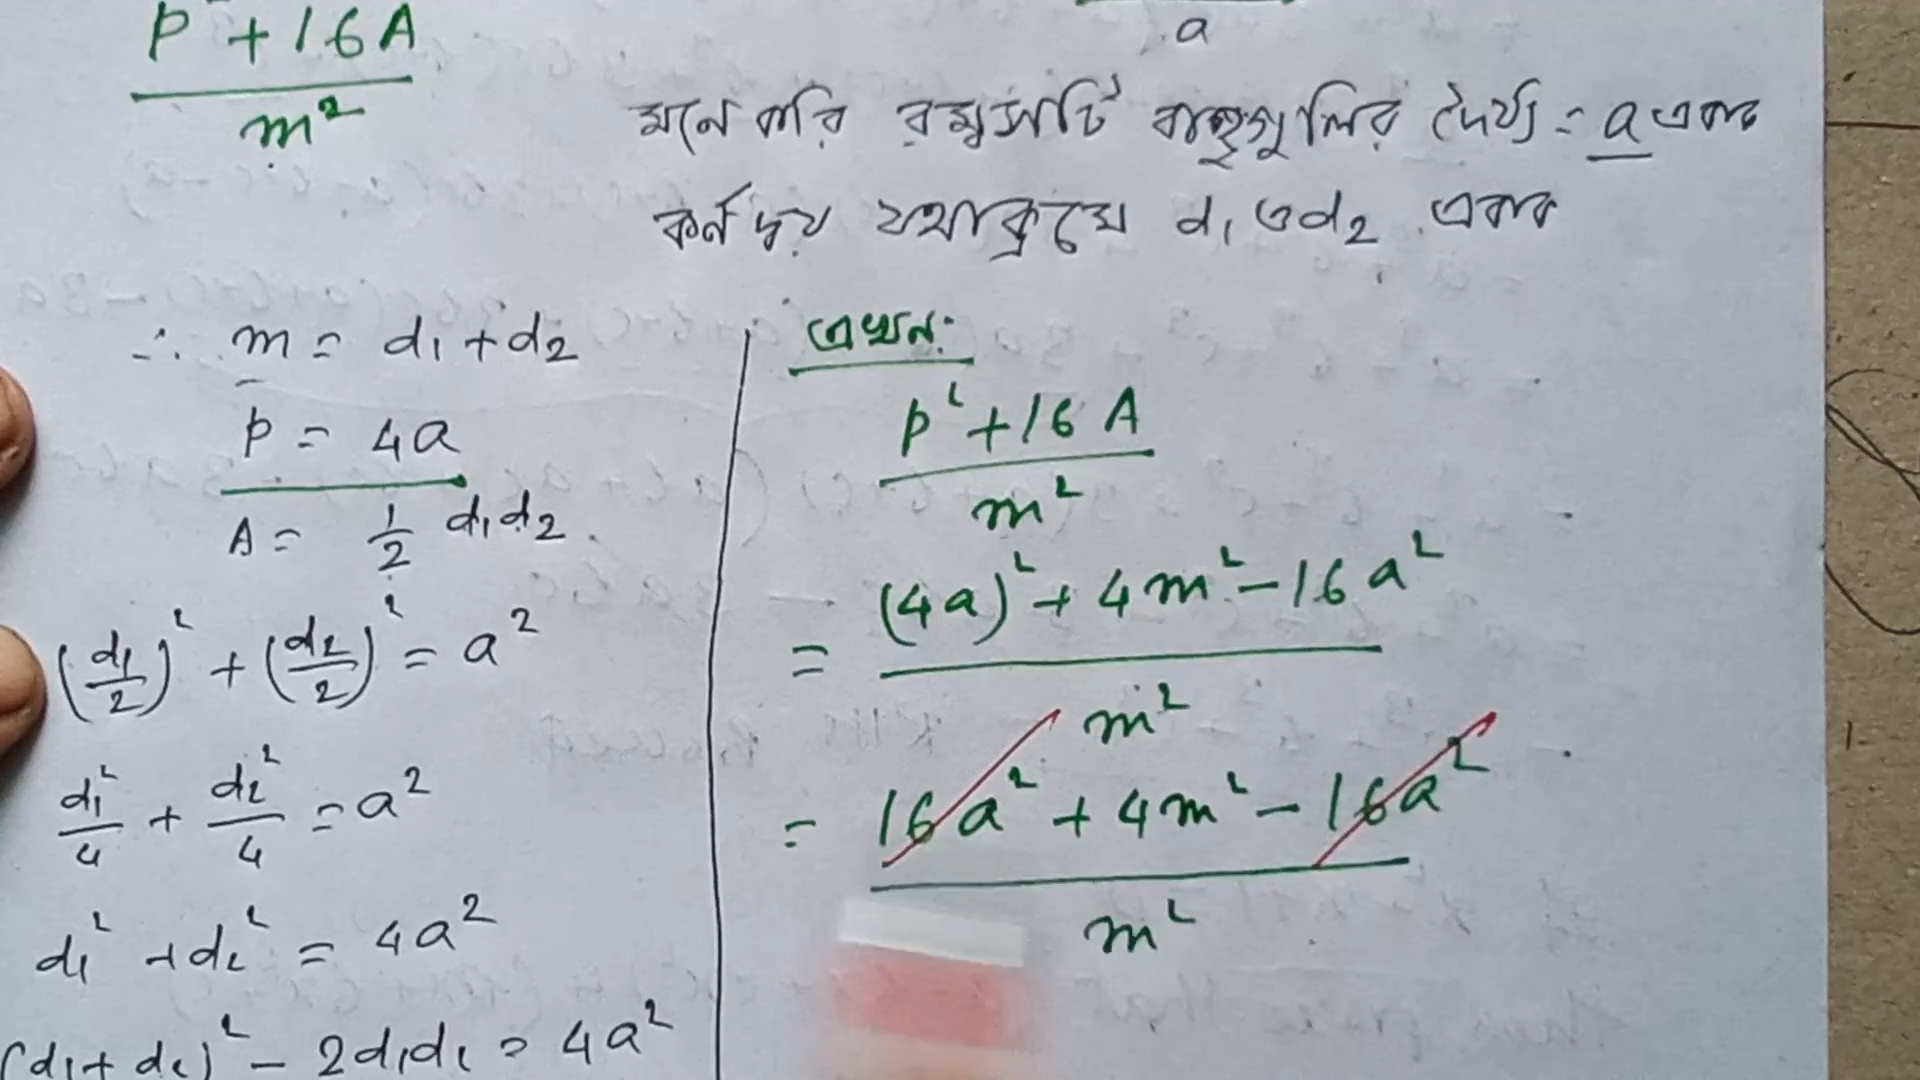 P + 16A
m²
a
মনে করি রম্বসটি বাহুগুলির দৈর্ঘ্য = a একক
কর্ন দ্বয় যথাক্রমে d₁ ও d₂ একক
∴ m = d₁ + d₂
P = 4a
A = 1/2 d₁d₂.
(d₁/2)² + (d₂/2)² = a²
d₁²/4 + d₂²/4 = a²
d₁² + d₂² = 4a²
(d₁ + d₂)² - 2d₁d₂ = 4a²
এখন:
P² + 16A
m²
= (4a)² + 4m² - 16a²
m²
= 16a² + 4m² - 16a²
m²